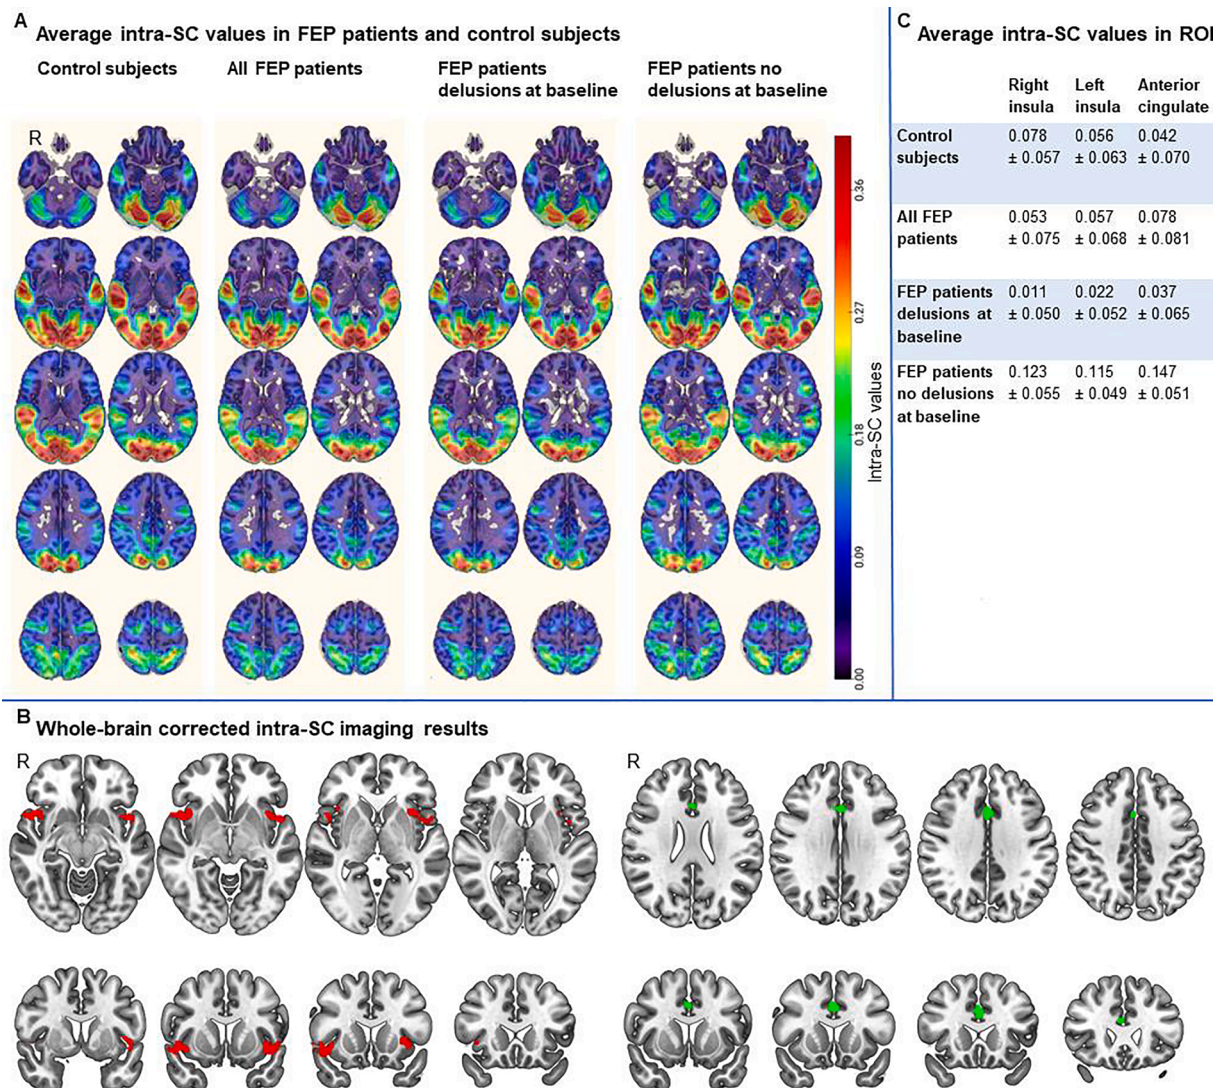 A Average intra-SC values in FEP patients and control subjects
Control subjects
All FEP patients
FEP patients
delusions at baseline
FEP patients no
delusions at baseline
R
0.36
0.27
0.18
0.09
0.00
Intra-SC values
C Average intra-SC values in ROI
Right
insula
Left
insula
Anterior
cingulate
Control
subjects
0.078
± 0.057
0.056
± 0.063
0.042
± 0.070
All FEP
patients
0.053
± 0.075
0.057
± 0.068
0.078
± 0.081
FEP patients
delusions at
baseline
0.011
± 0.050
0.022
± 0.052
0.037
± 0.065
FEP patients
no delusions
at baseline
0.123
± 0.055
0.115
± 0.049
0.147
± 0.051
B Whole-brain corrected intra-SC imaging results
R
R